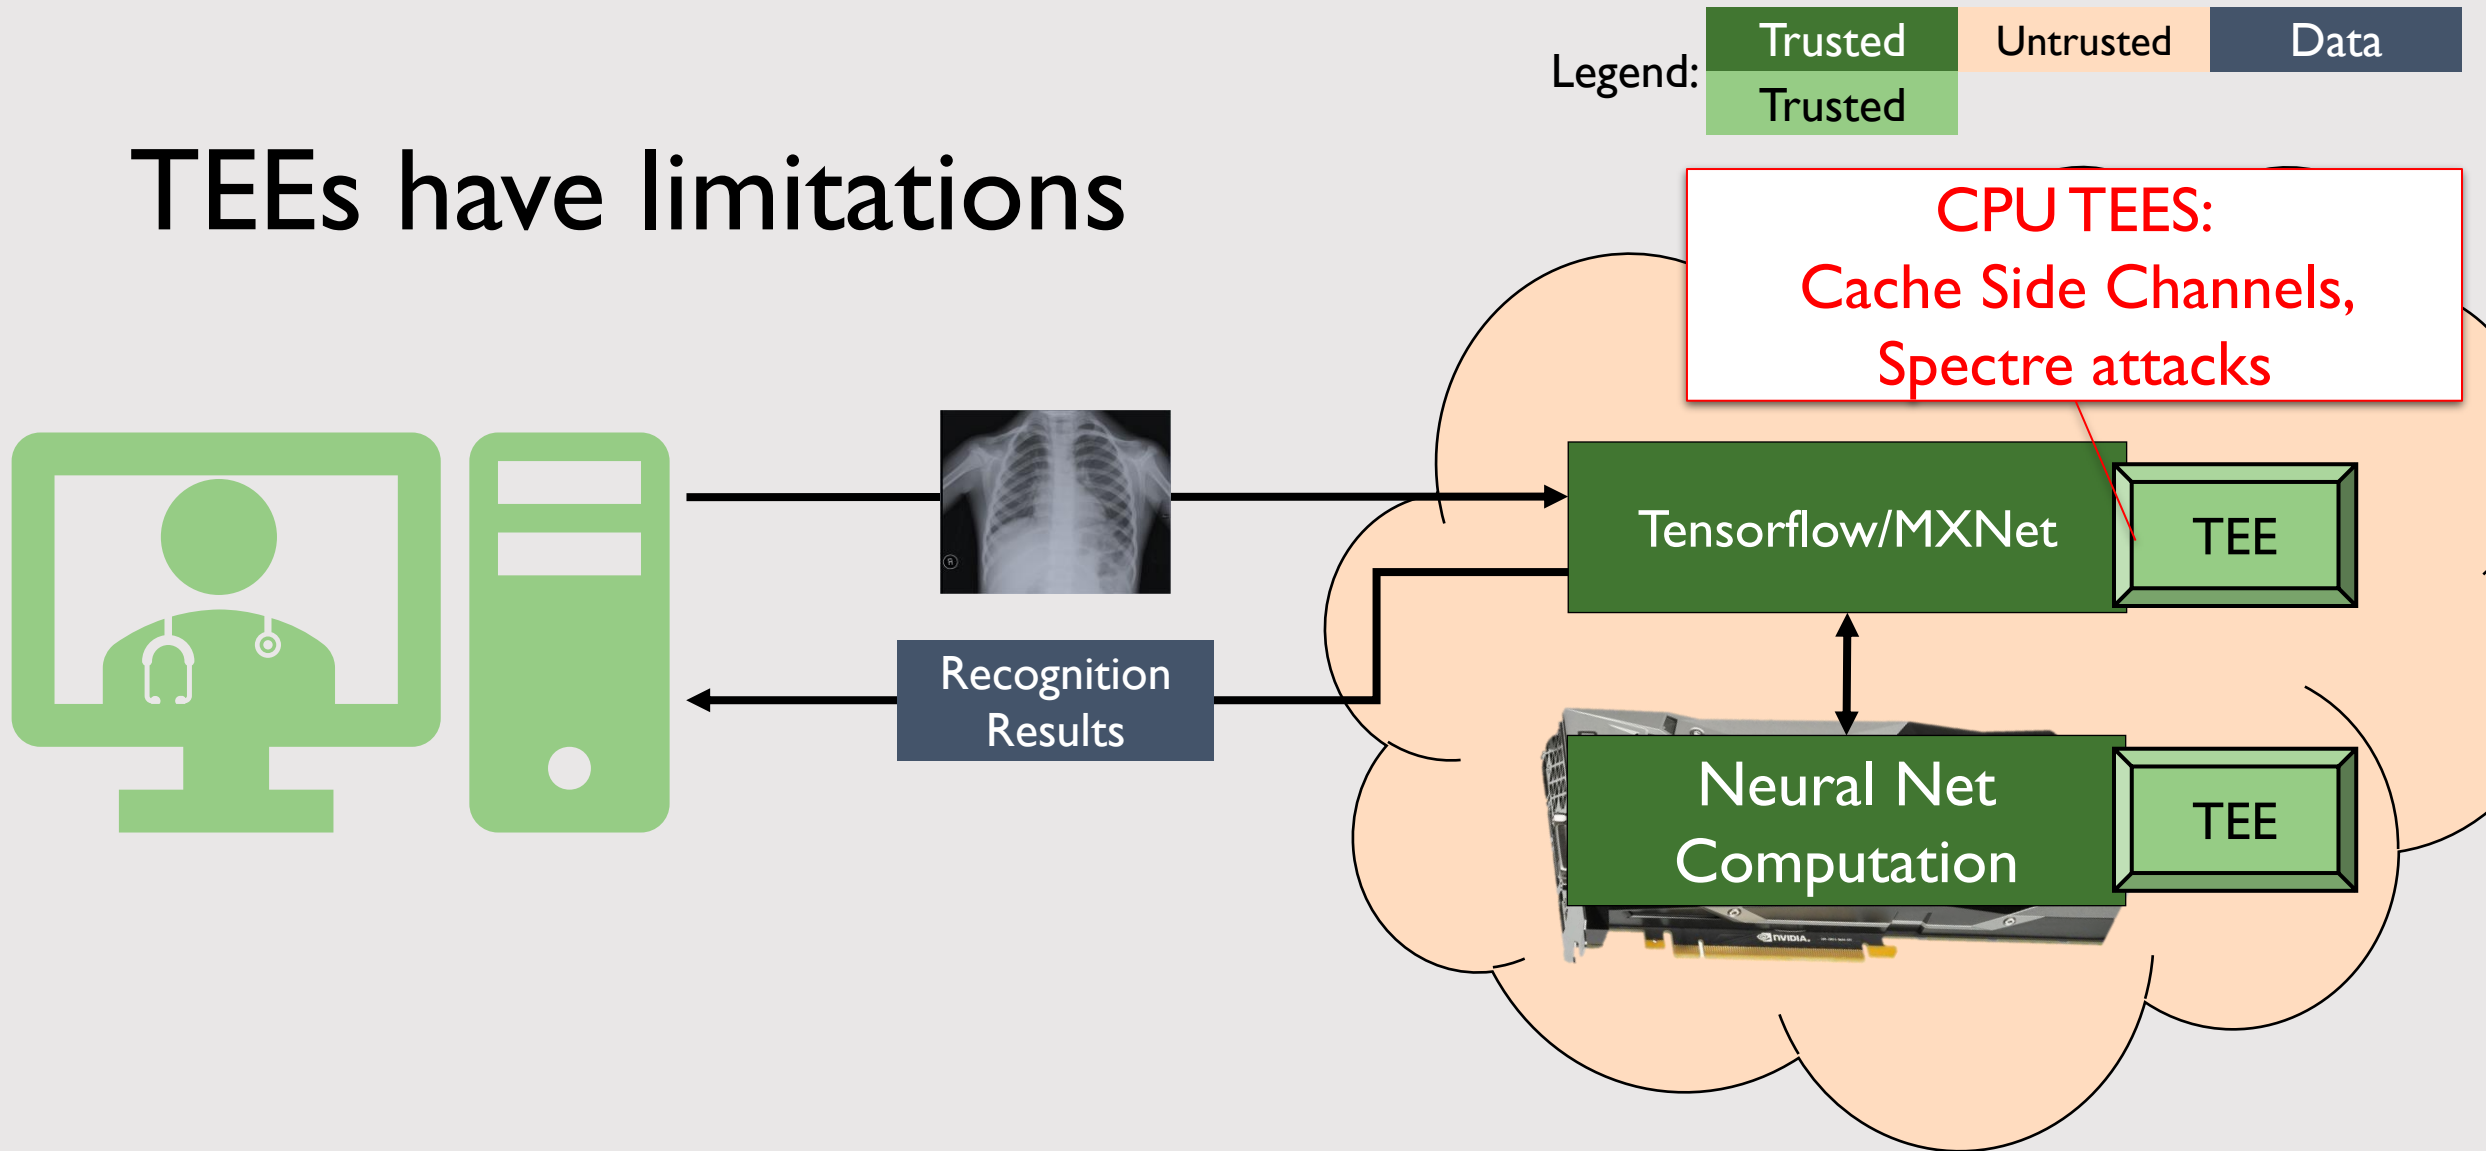 Legend:
Trusted
Untrusted
Data
Trusted
TEEs have limitations
CPU TEES:
Cache Side Channels,
Spectre attacks
Tensorflow/MXNet
TEE
Recognition
Results
Neural Net
Computation
TEE
NVIDIA.